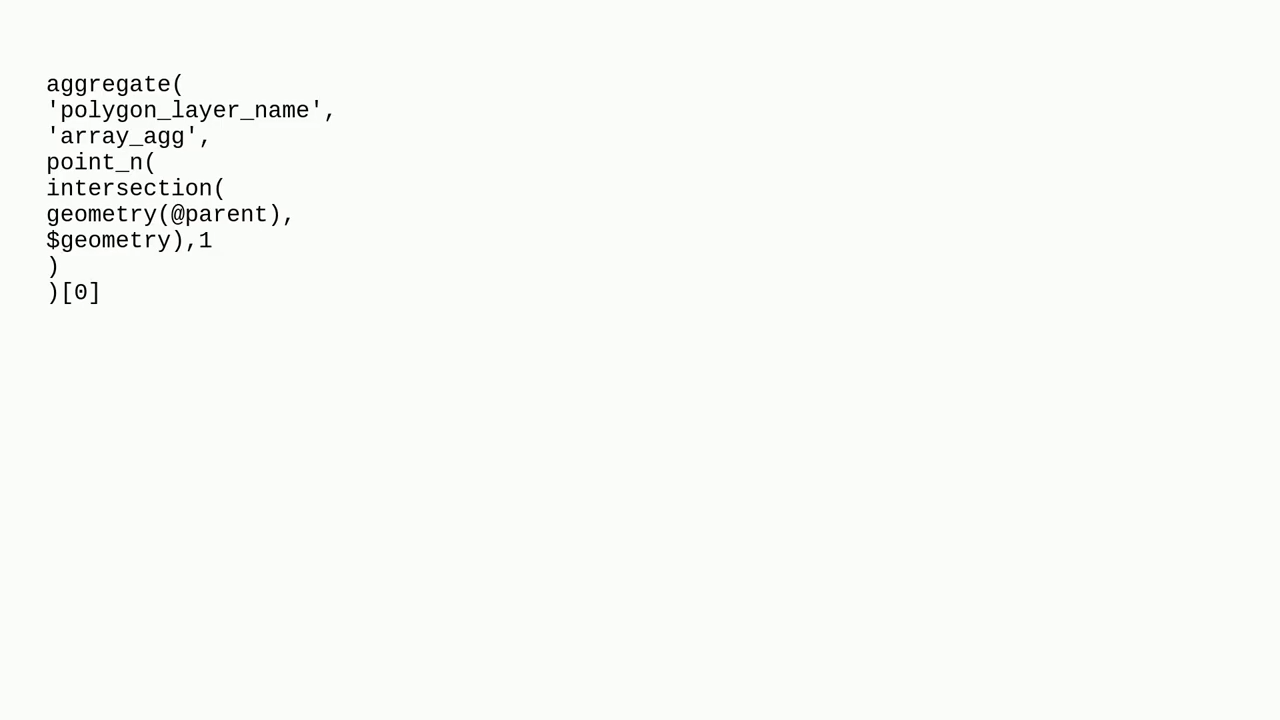 aggregate(
'polygon_layer_name',
'array_agg',
point_n(
intersection(
geometry(@parent),
$geometry),1
)
)[0]